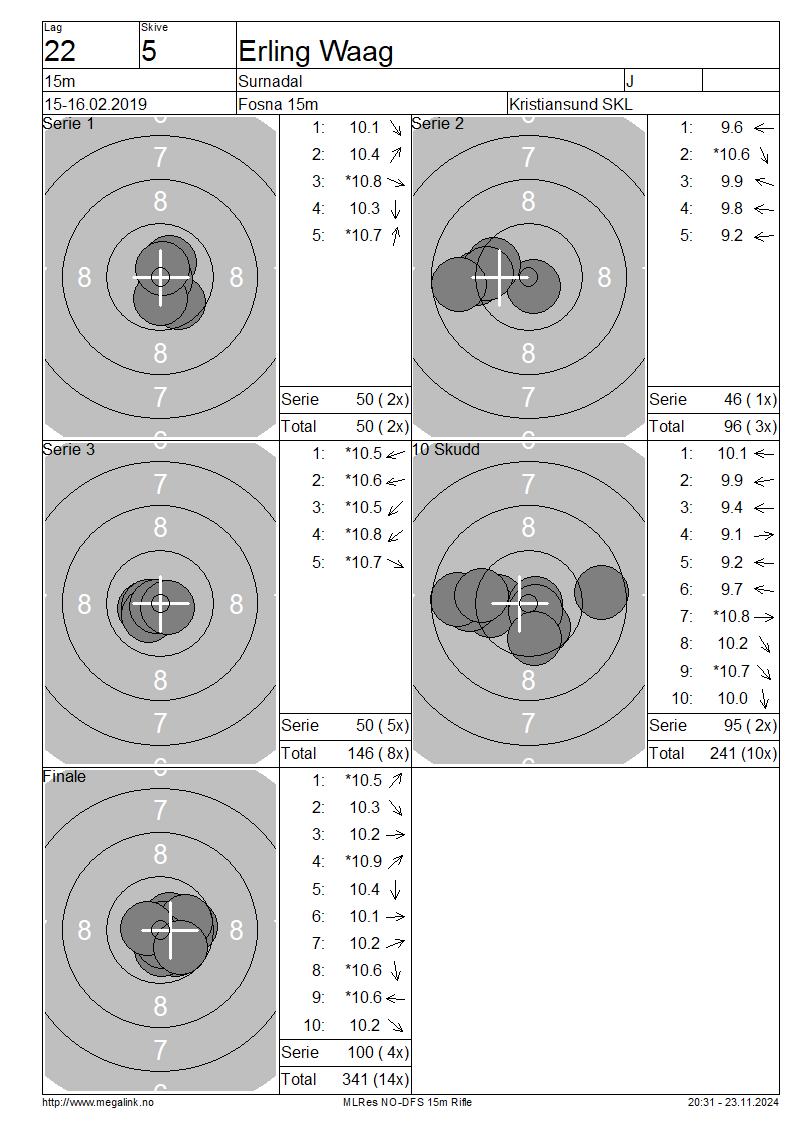 Lag
22
Skive
5
Erling Waag
15m
Surnadal
J
15-16.02.2019
Fosna 15m
Kristiansund SKL
Serie 1
7
8
8 8
8
7
6
1: 10.1
2: 10.4
3: *10.8
4: 10.3
5: *10.7
Serie 50 ( 2x)
Total 50 ( 2x)
Serie 2
7
8
8
8
7
6
1: 9.6
2: *10.6
3: 9.9
4: 9.8
5: 9.2
Serie 46 ( 1x)
Total 96 ( 3x)
Serie 3
7
8
8 8
8
7
6
1: *10.5
2: *10.6
3: *10.5
4: *10.8
5: *10.7
Serie 50 ( 5x)
Total 146 ( 8x)
10 Skudd
7
8
8
7
1: 10.1
2: 9.9
3: 9.4
4: 9.1
5: 9.2
6: 9.7
7: *10.8
8: 10.2
9: *10.7
10: 10.0
Serie 95 ( 2x)
Total 241 (10x)
Finale
7
8
8 8
8
7
6
1: *10.5
2: 10.3
3: 10.2
4: *10.9
5: 10.4
6: 10.1
7: 10.2
8: *10.6
9: *10.6
10: 10.2
Serie 100 ( 4x)
Total 341 (14x)
http://www.megalink.no
MLRes NO-DFS 15m Rifle
20:31 - 23.11.2024